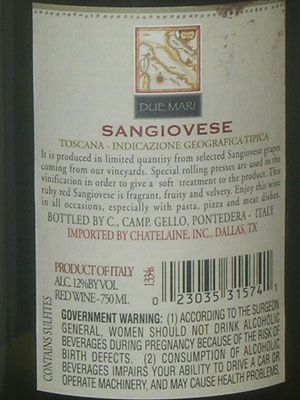 DUE MARI
SANGIOVESE
TOSCANA - INDICAZIONE GEOGRAFICA TIPICA
It is produced in limited quantity from selected Sangiovese grapes
coming from our vineyards. Special rolling presses are used in the
vinification in order to give a soft treatment to the product. This
ruby red Sangiovese is fragrant, fruity and velvety. Enjoy this wine
in all occasions, especially with pasta, pizza and meat dishes.
BOTTLED BY C., CAMP. GELLO, PONTEDERA - ITALY
IMPORTED BY CHATELAINE, INC., DALLAS, TX
PRODUCT OF ITALY
ALC. 12% BY VOL
RED WINE - 750 ML
CONTAINS SULFITES
0 23035 31574 1
GOVERNMENT WARNING: (1) ACCORDING TO THE SURGEON
GENERAL, WOMEN SHOULD NOT DRINK ALCOHOLIC
BEVERAGES DURING PREGNANCY BECAUSE OF THE RISK OF
BIRTH DEFECTS. (2) CONSUMPTION OF ALCOHOLIC
BEVERAGES IMPAIRS YOUR ABILITY TO DRIVE A CAR OR
OPERATE MACHINERY, AND MAY CAUSE HEALTH PROBLEMS.